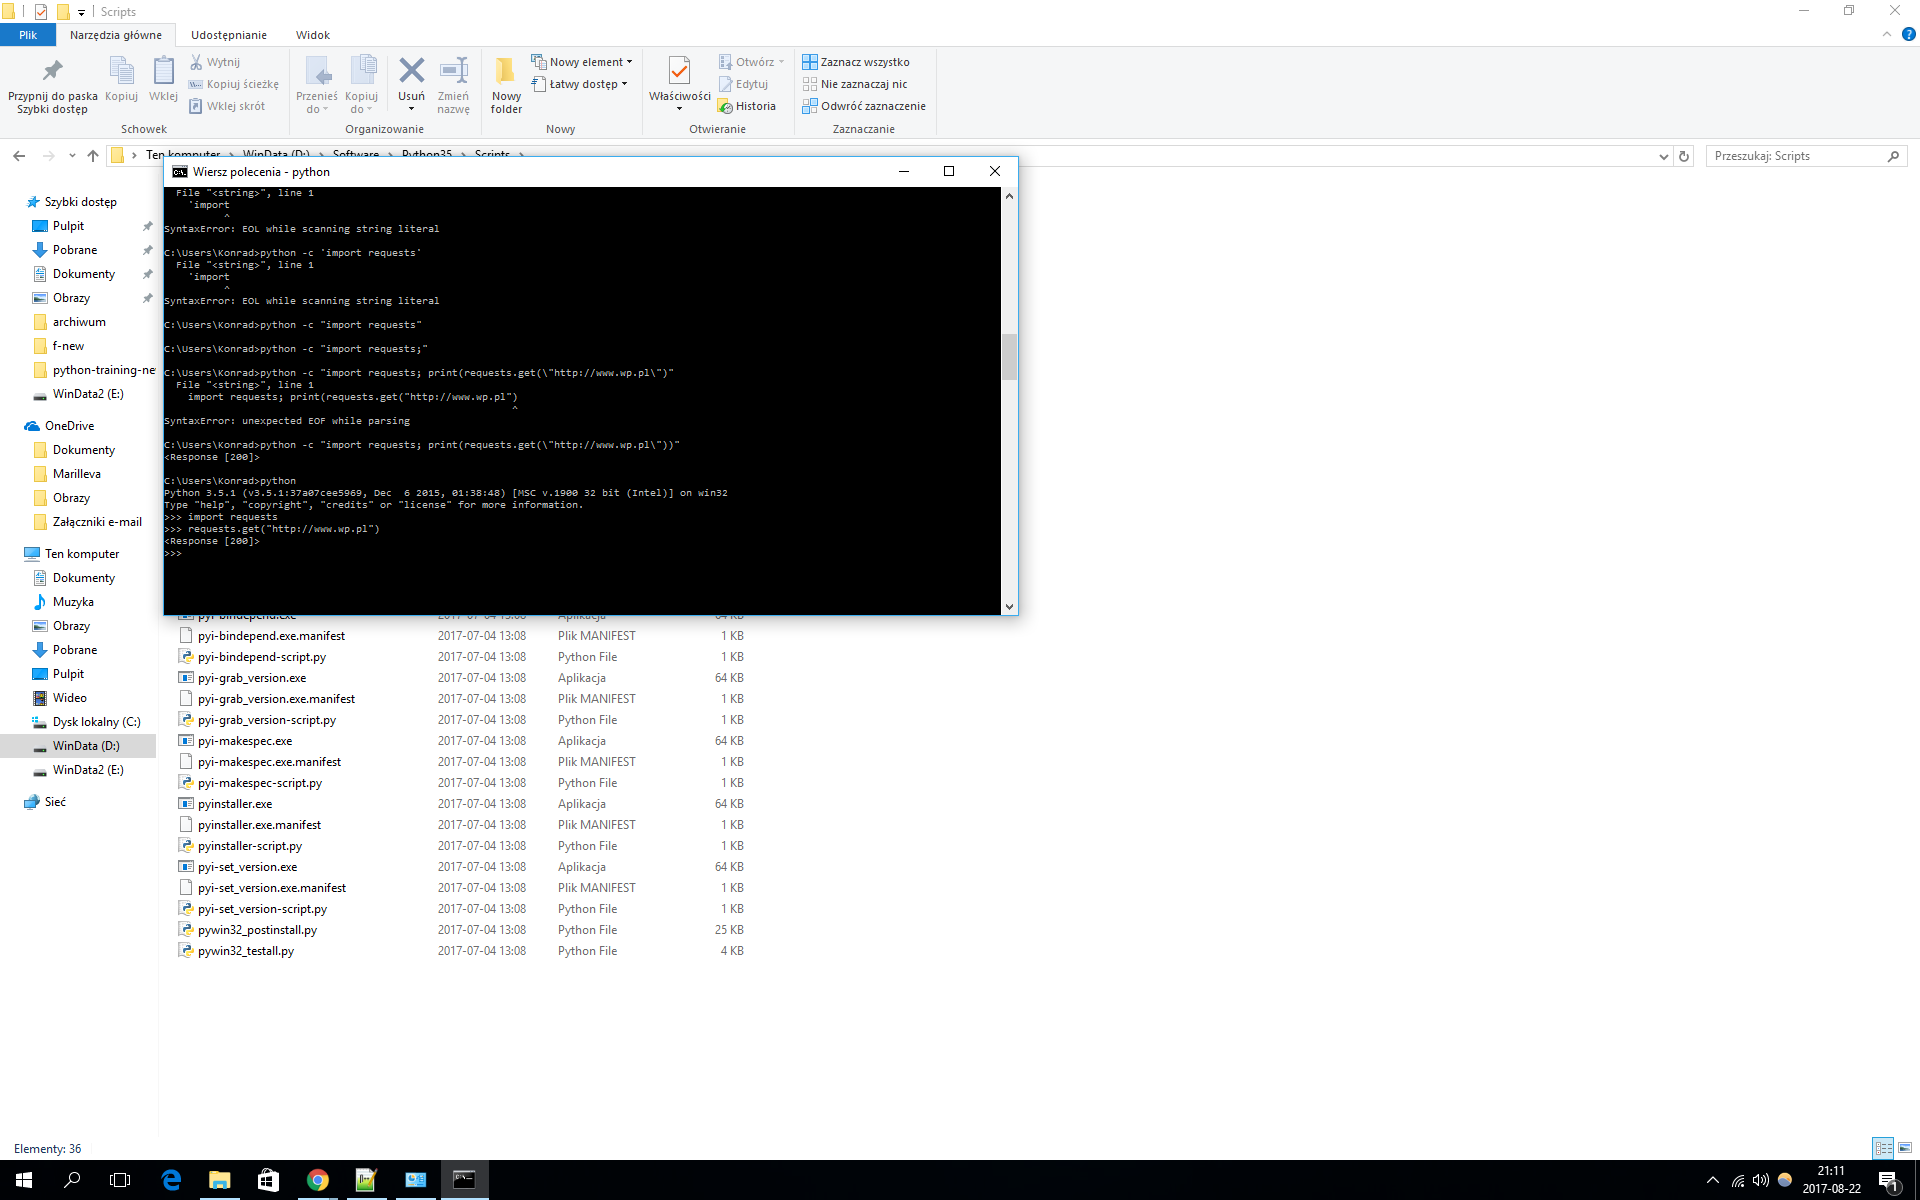 Scripts
Plik
Narzędzia główne
Udostępnianie
Widok
Przypnij do paska
Szybki dostęp
Kopiuj
Wklej
Wytnij
Kopiuj ścieżkę
Wklej skrót
Schowek
Przenieś
do
Kopiuj
do
Usuń
Zmień
nazwę
Organizowanie
Nowy
folder
Nowy element
Łatwy dostęp
Nowy
Właściwości
Otwórz
Edytuj
Historia
Otwieranie
Zaznacz wszystko
Nie zaznaczaj nic
Odwróć zaznaczenie
Zaznaczanie
Ten komputer > WinData (D:) > Software > Python35 > Scripts >
Przeszukaj: Scripts
Szybki dostęp
Pulpit
Pobrane
Dokumenty
Obrazy
archiwum
f-new
python-training-ne
WinData2 (E:)
OneDrive
Dokumenty
Marilleva
Obrazy
Załączniki e-mail
Ten komputer
Dokumenty
Muzyka
Obrazy
Pobrane
Pulpit
Wideo
Dysk lokalny (C:)
WinData (D:)
WinData2 (E:)
Sieć
Wiersz polecenia - python
File "<string>", line 1
'import
^
SyntaxError: EOL while scanning string literal
C:\Users\Konrad>python -c 'import requests'
File "<string>", line 1
'import
^
SyntaxError: EOL while scanning string literal
C:\Users\Konrad>python -c "import requests"
C:\Users\Konrad>python -c "import requests;"
C:\Users\Konrad>python -c "import requests; print(requests.get(\"http://www.wp.pl\")"
File "<string>", line 1
import requests; print(requests.get("http://www.wp.pl")
^
SyntaxError: unexpected EOF while parsing
C:\Users\Konrad>python -c "import requests; print(requests.get(\"http://www.wp.pl\"))"
<Response [200]>
C:\Users\Konrad>python
Python 3.5.1 (v3.5.1:37a07cee5969, Dec  6 2015, 01:38:48) [MSC v.1900 32 bit (Intel)] on win32
Type "help", "copyright", "credits" or "license" for more information.
>>> import requests
>>> requests.get("http://www.wp.pl")
<Response [200]>
>>>
pyi-bindepend.exe 2017-07-04 13:08 Aplikacja 64 KB
pyi-bindepend.exe.manifest 2017-07-04 13:08 Plik MANIFEST 1 KB
pyi-bindepend-script.py 2017-07-04 13:08 Python File 1 KB
pyi-grab_version.exe 2017-07-04 13:08 Aplikacja 64 KB
pyi-grab_version.exe.manifest 2017-07-04 13:08 Plik MANIFEST 1 KB
pyi-grab_version-script.py 2017-07-04 13:08 Python File 1 KB
pyi-makespec.exe 2017-07-04 13:08 Aplikacja 64 KB
pyi-makespec.exe.manifest 2017-07-04 13:08 Plik MANIFEST 1 KB
pyi-makespec-script.py 2017-07-04 13:08 Python File 1 KB
pyinstaller.exe 2017-07-04 13:08 Aplikacja 64 KB
pyinstaller.exe.manifest 2017-07-04 13:08 Plik MANIFEST 1 KB
pyinstaller-script.py 2017-07-04 13:08 Python File 1 KB
pyi-set_version.exe 2017-07-04 13:08 Aplikacja 64 KB
pyi-set_version.exe.manifest 2017-07-04 13:08 Plik MANIFEST 1 KB
pyi-set_version-script.py 2017-07-04 13:08 Python File 1 KB
pywin32_postinstall.py 2017-07-04 13:08 Python File 25 KB
pywin32_testall.py 2017-07-04 13:08 Python File 4 KB
Elementy: 36
21:11
2017-08-22
1